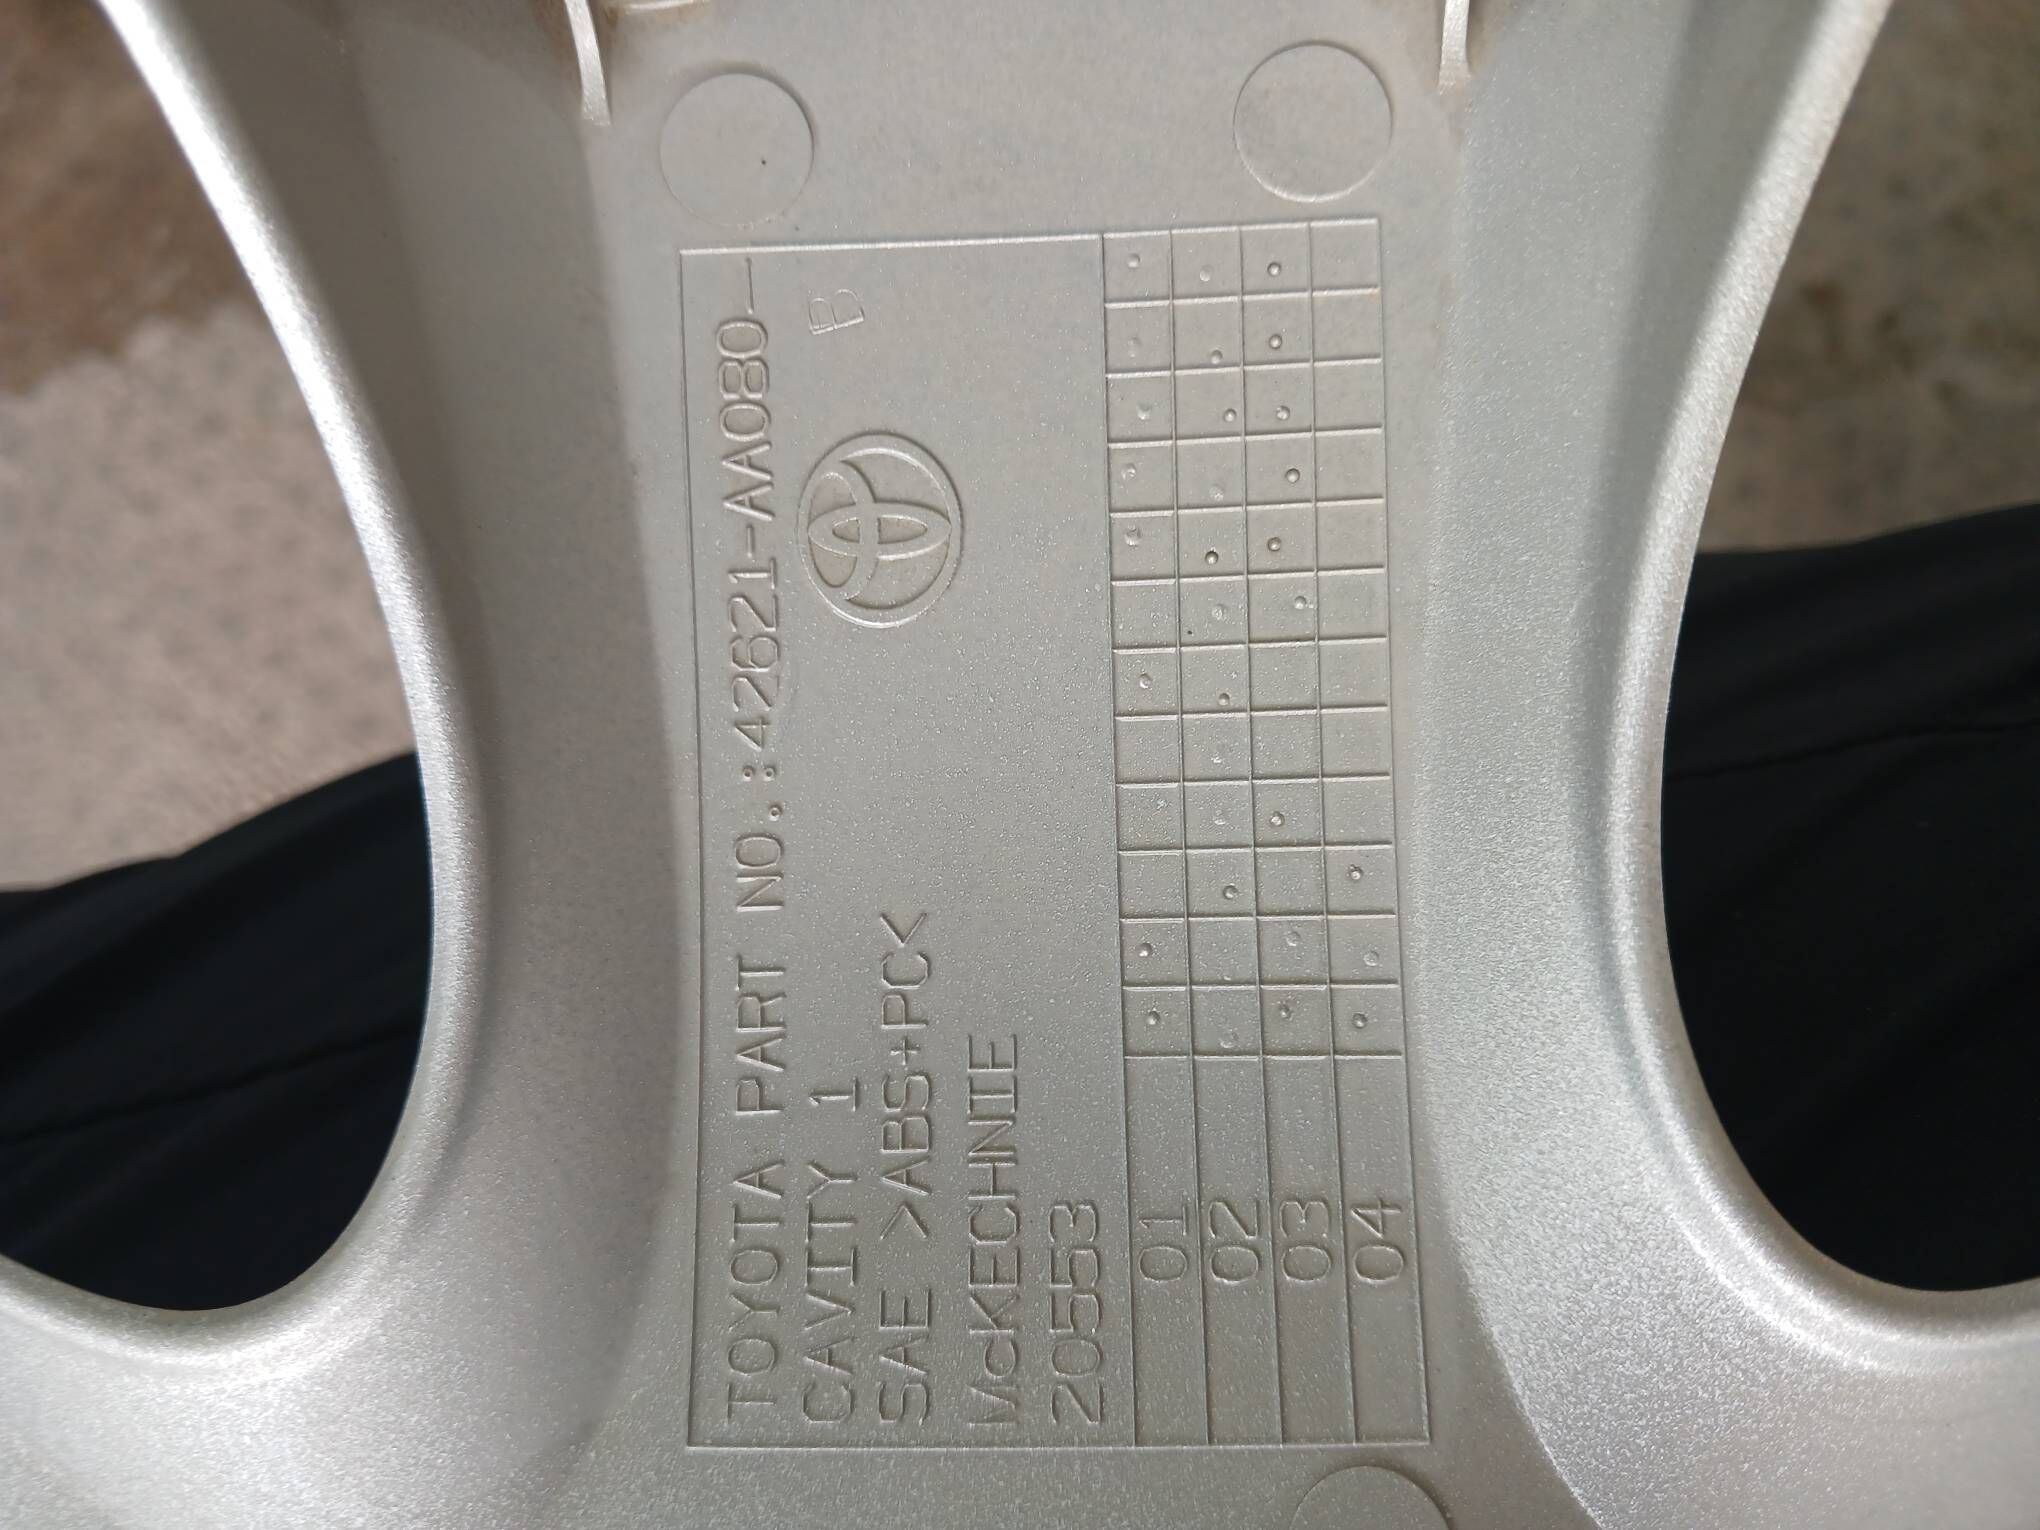 TOYOTA PART NO.:42621-AA080-
B
CAVITY 1
SAE >ABS+PC<
McKECHNIE
20553
01
02
03
04